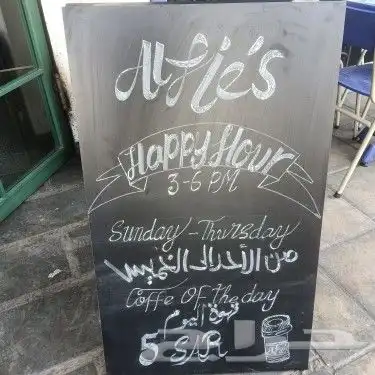 Alfie's
Happy Hour
3-6 PM
Sunday - Thursday
من الأحد الى الخميس
Coffe Of The day
قهوة اليوم
5 SAR
حراج